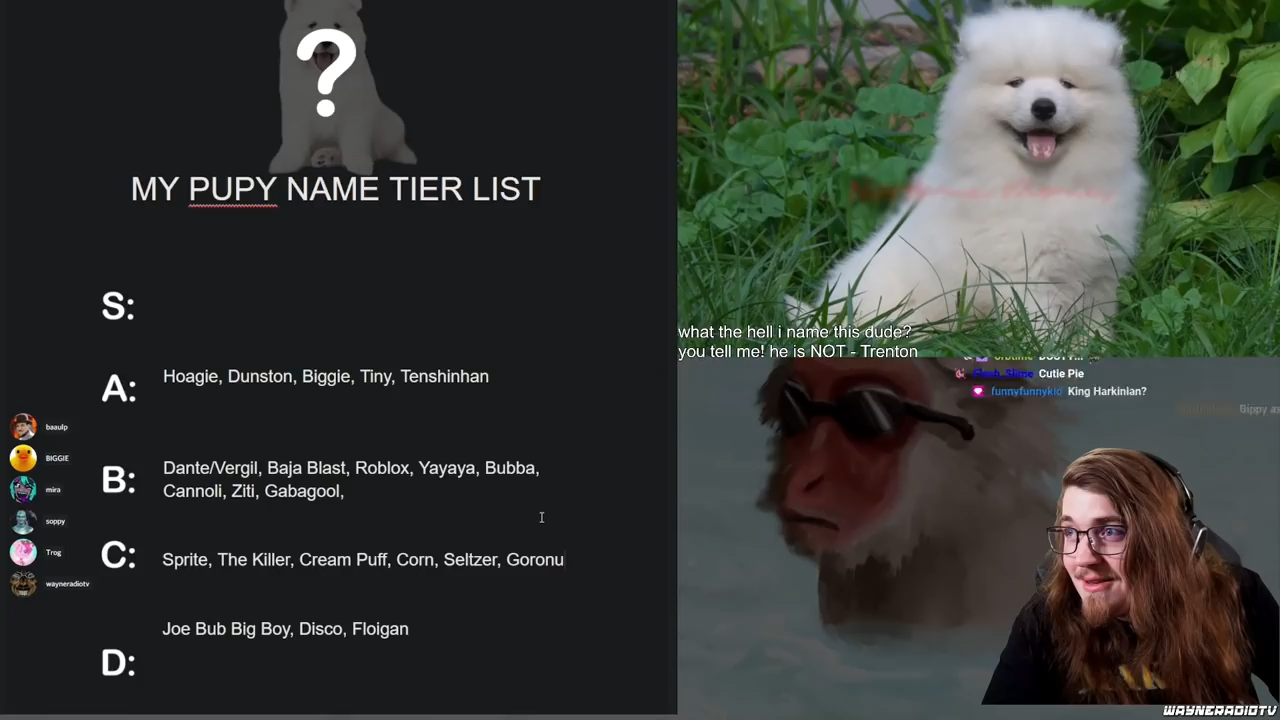 ?
MY PUPY NAME TIER LIST
S:
A:
Hoagie, Dunston, Biggie, Tiny, Tenshinhan
B:
Dante/Vergil, Baja Blast, Roblox, Yayaya, Bubba,
Cannoli, Ziti, Gabagool,
C:
Sprite, The Killer, Cream Puff, Corn, Seltzer, Goronu
Joe Bub Big Boy, Disco, Floigan
D:
baaulp
BIGGIE
mira
soppy
Trog
wayneradiotv
what the hell i name this dude?
you tell me! he is NOT - Trenton
Cutie Pie
funnyfunnykid King Harkinian?
Bippy as
WAYNERADIOTV